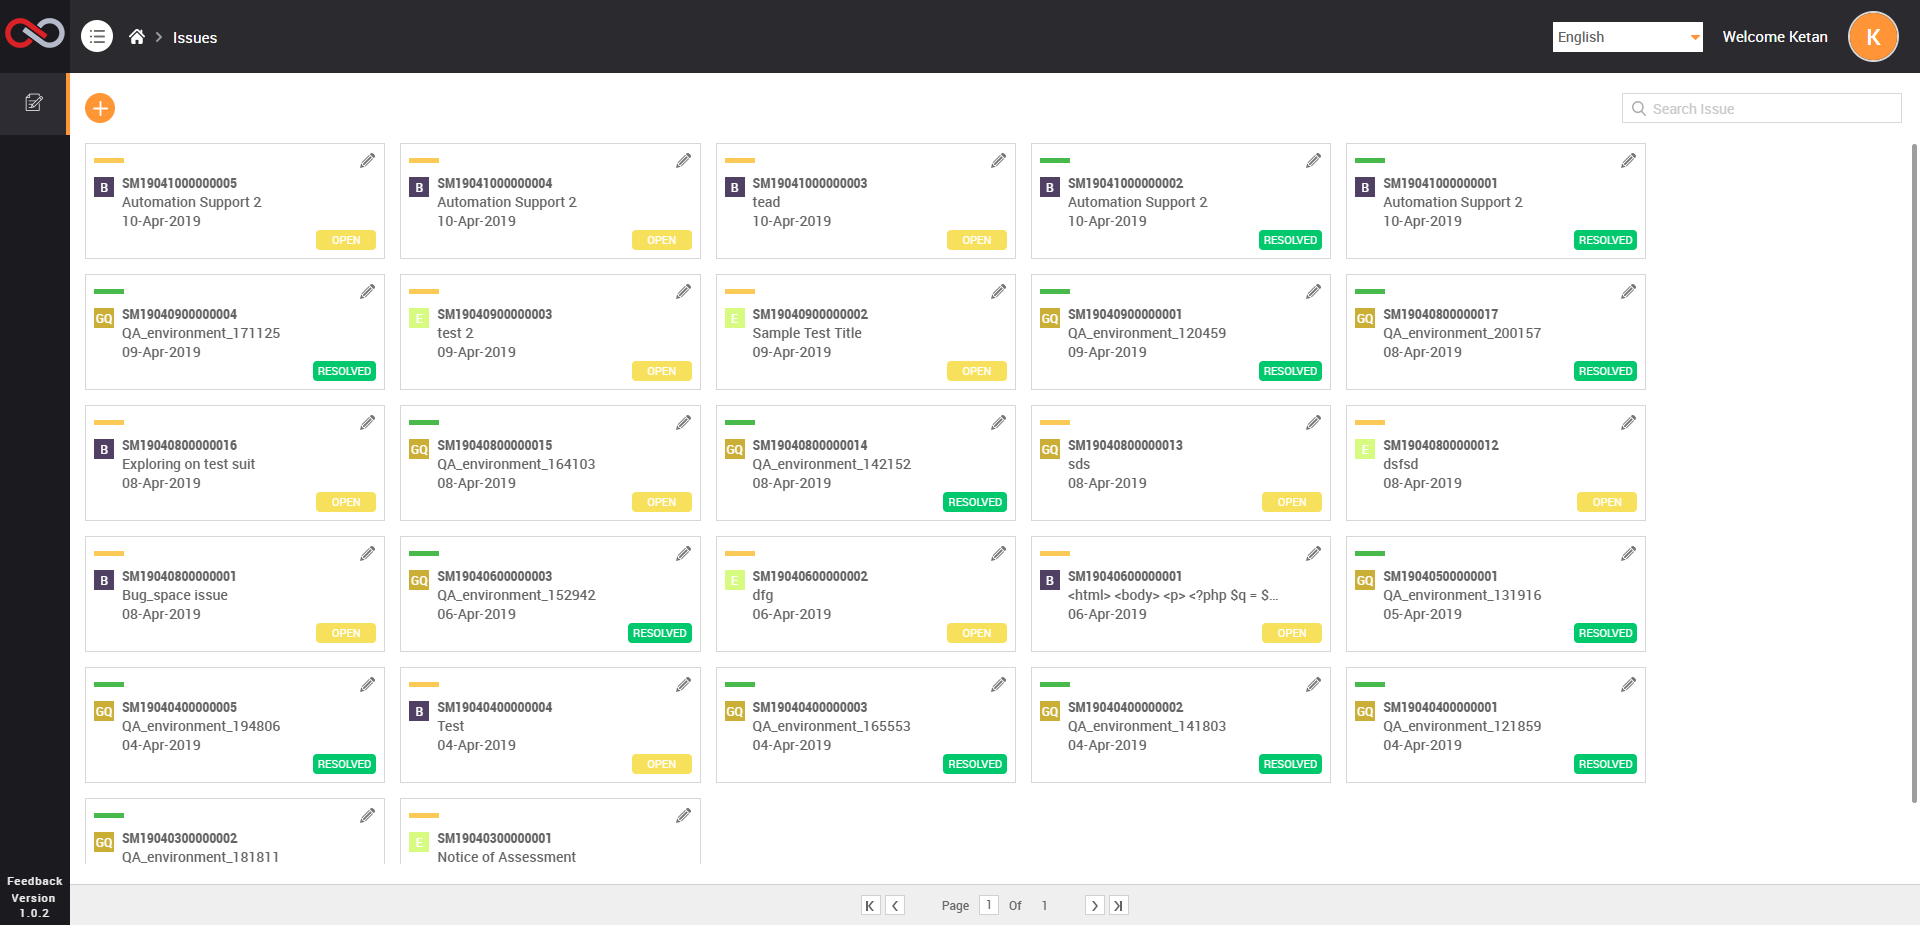 Issues
English
Welcome Ketan
K
Search Issue
B
SM19041000000005
Automation Support 2
10-Apr-2019
OPEN
B
SM19041000000004
Automation Support 2
10-Apr-2019
OPEN
B
SM19041000000003
tead
10-Apr-2019
OPEN
B
SM19041000000002
Automation Support 2
10-Apr-2019
RESOLVED
B
SM19041000000001
Automation Support 2
10-Apr-2019
RESOLVED
GQ
SM19040900000004
QA_environment_171125
09-Apr-2019
RESOLVED
E
SM19040900000003
test 2
09-Apr-2019
OPEN
E
SM19040900000002
Sample Test Title
09-Apr-2019
OPEN
GQ
SM19040900000001
QA_environment_120459
09-Apr-2019
RESOLVED
GQ
SM19040800000017
QA_environment_200157
08-Apr-2019
RESOLVED
B
SM19040800000016
Exploring on test suit
08-Apr-2019
OPEN
GQ
SM19040800000015
QA_environment_164103
08-Apr-2019
OPEN
GQ
SM19040800000014
QA_environment_142152
08-Apr-2019
RESOLVED
GQ
SM19040800000013
sds
08-Apr-2019
OPEN
E
SM19040800000012
dsfsd
08-Apr-2019
OPEN
B
SM19040800000001
Bug_space issue
08-Apr-2019
OPEN
GQ
SM19040600000003
QA_environment_152942
06-Apr-2019
RESOLVED
E
SM19040600000002
dfg
06-Apr-2019
OPEN
B
SM19040600000001
<html> <body> <p> <?php $q = $...
06-Apr-2019
OPEN
GQ
SM19040500000001
QA_environment_131916
05-Apr-2019
RESOLVED
GQ
SM19040400000005
QA_environment_194806
04-Apr-2019
RESOLVED
B
SM19040400000004
Test
04-Apr-2019
OPEN
GQ
SM19040400000003
QA_environment_165553
04-Apr-2019
RESOLVED
GQ
SM19040400000002
QA_environment_141803
04-Apr-2019
RESOLVED
GQ
SM19040400000001
QA_environment_121859
04-Apr-2019
RESOLVED
GQ
SM19040300000002
QA_environment_181811
E
SM19040300000001
Notice of Assessment
Feedback
Version
1.0.2
Page 1 Of 1